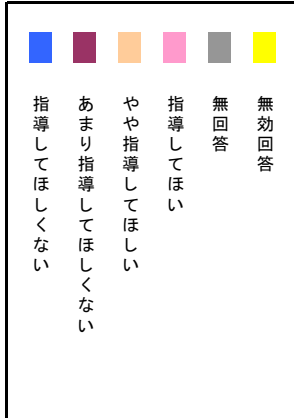 無効回答
無回答
指導してほい
やや指導してほしい
あまり指導してほしくない
指導してほしくない